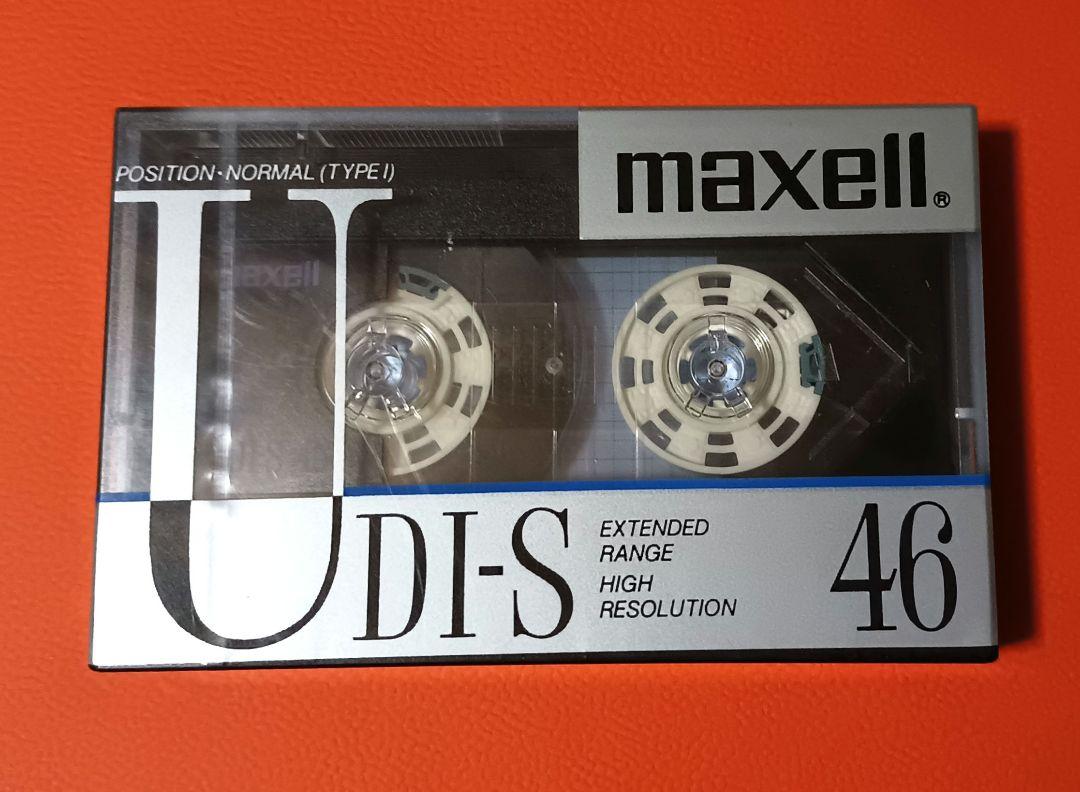 POSITION·NORMAL (TYPE I)
maxell®
maxell
UDI-S
EXTENDED
RANGE
HIGH
RESOLUTION
46